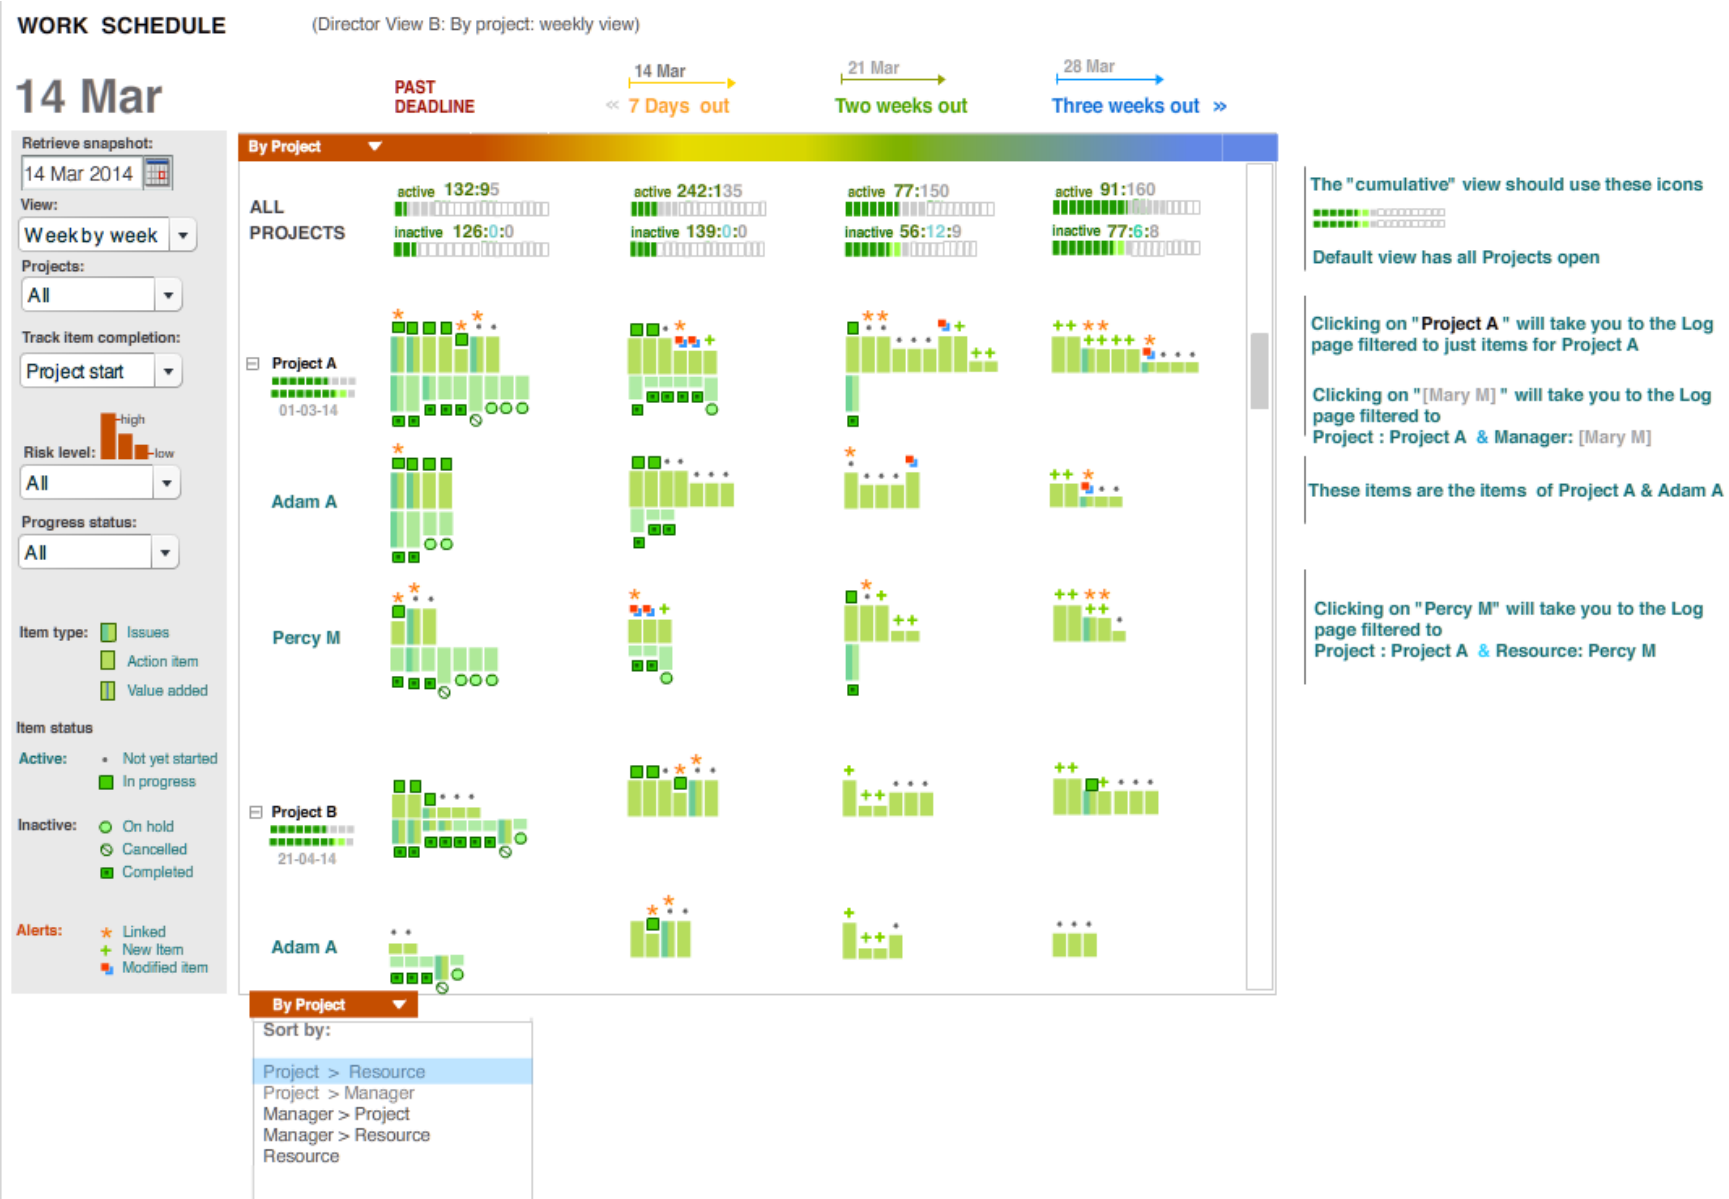 WORK SCHEDULE
(Director View B: By project: weekly view)
14 Mar
PAST
DEADLINE
14 Mar
« 7 Days out
21 Mar
Two weeks out
28 Mar
Three weeks out »
Retrieve snapshot:
14 Mar 2014
View:
Week by week
Projects:
All
Track item completion:
Project start
high
low
Risk level:
All
Progress status:
All
Item type:
Issues
Action item
Value added
Item status
Active:
Not yet started
In progress
Inactive:
On hold
Cancelled
Completed
Alerts:
Linked
New Item
Modified item
By Project
ALL
PROJECTS
active 132:95
inactive 126:0:0
active 242:135
inactive 139:0:0
active 77:150
inactive 56:12:9
active 91:160
inactive 77:6:8
Project A
01-03-14
Adam A
Percy M
Project B
21-04-14
Adam A
By Project
Sort by:
Project > Resource
Project > Manager
Manager > Project
Manager > Resource
Resource
The "cumulative" view should use these icons
Default view has all Projects open
Clicking on "Project A " will take you to the Log
page filtered to just items for Project A
Clicking on "[Mary M] " will take you to the Log
page filtered to
Project : Project A & Manager: [Mary M]
These items are the items of Project A & Adam A
Clicking on "Percy M" will take you to the Log
page filtered to
Project : Project A & Resource: Percy M